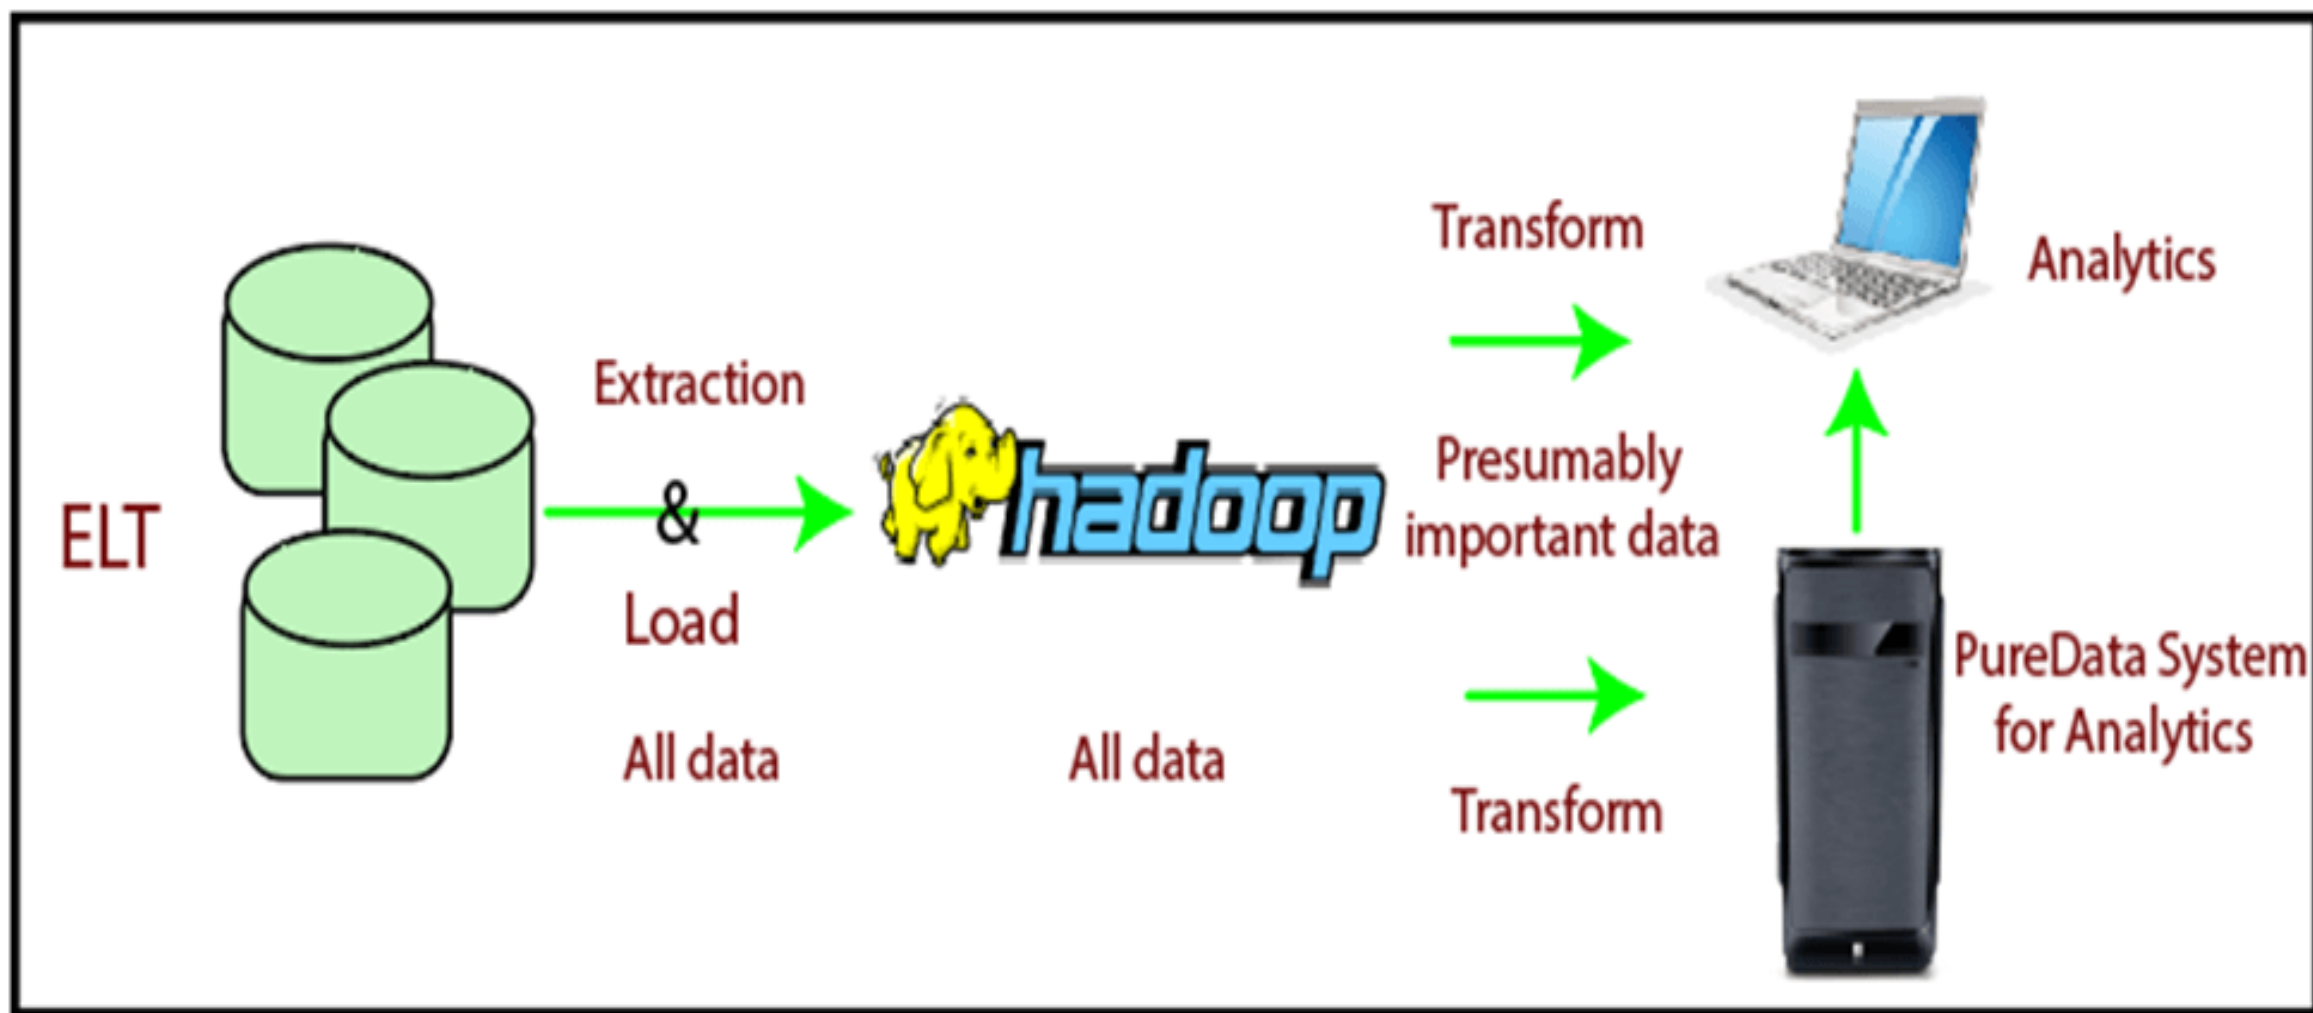 ELT
Extraction
&
Load
All data
hadoop
All data
Transform
Presumably
important data
Transform
Analytics
PureData System
for Analytics